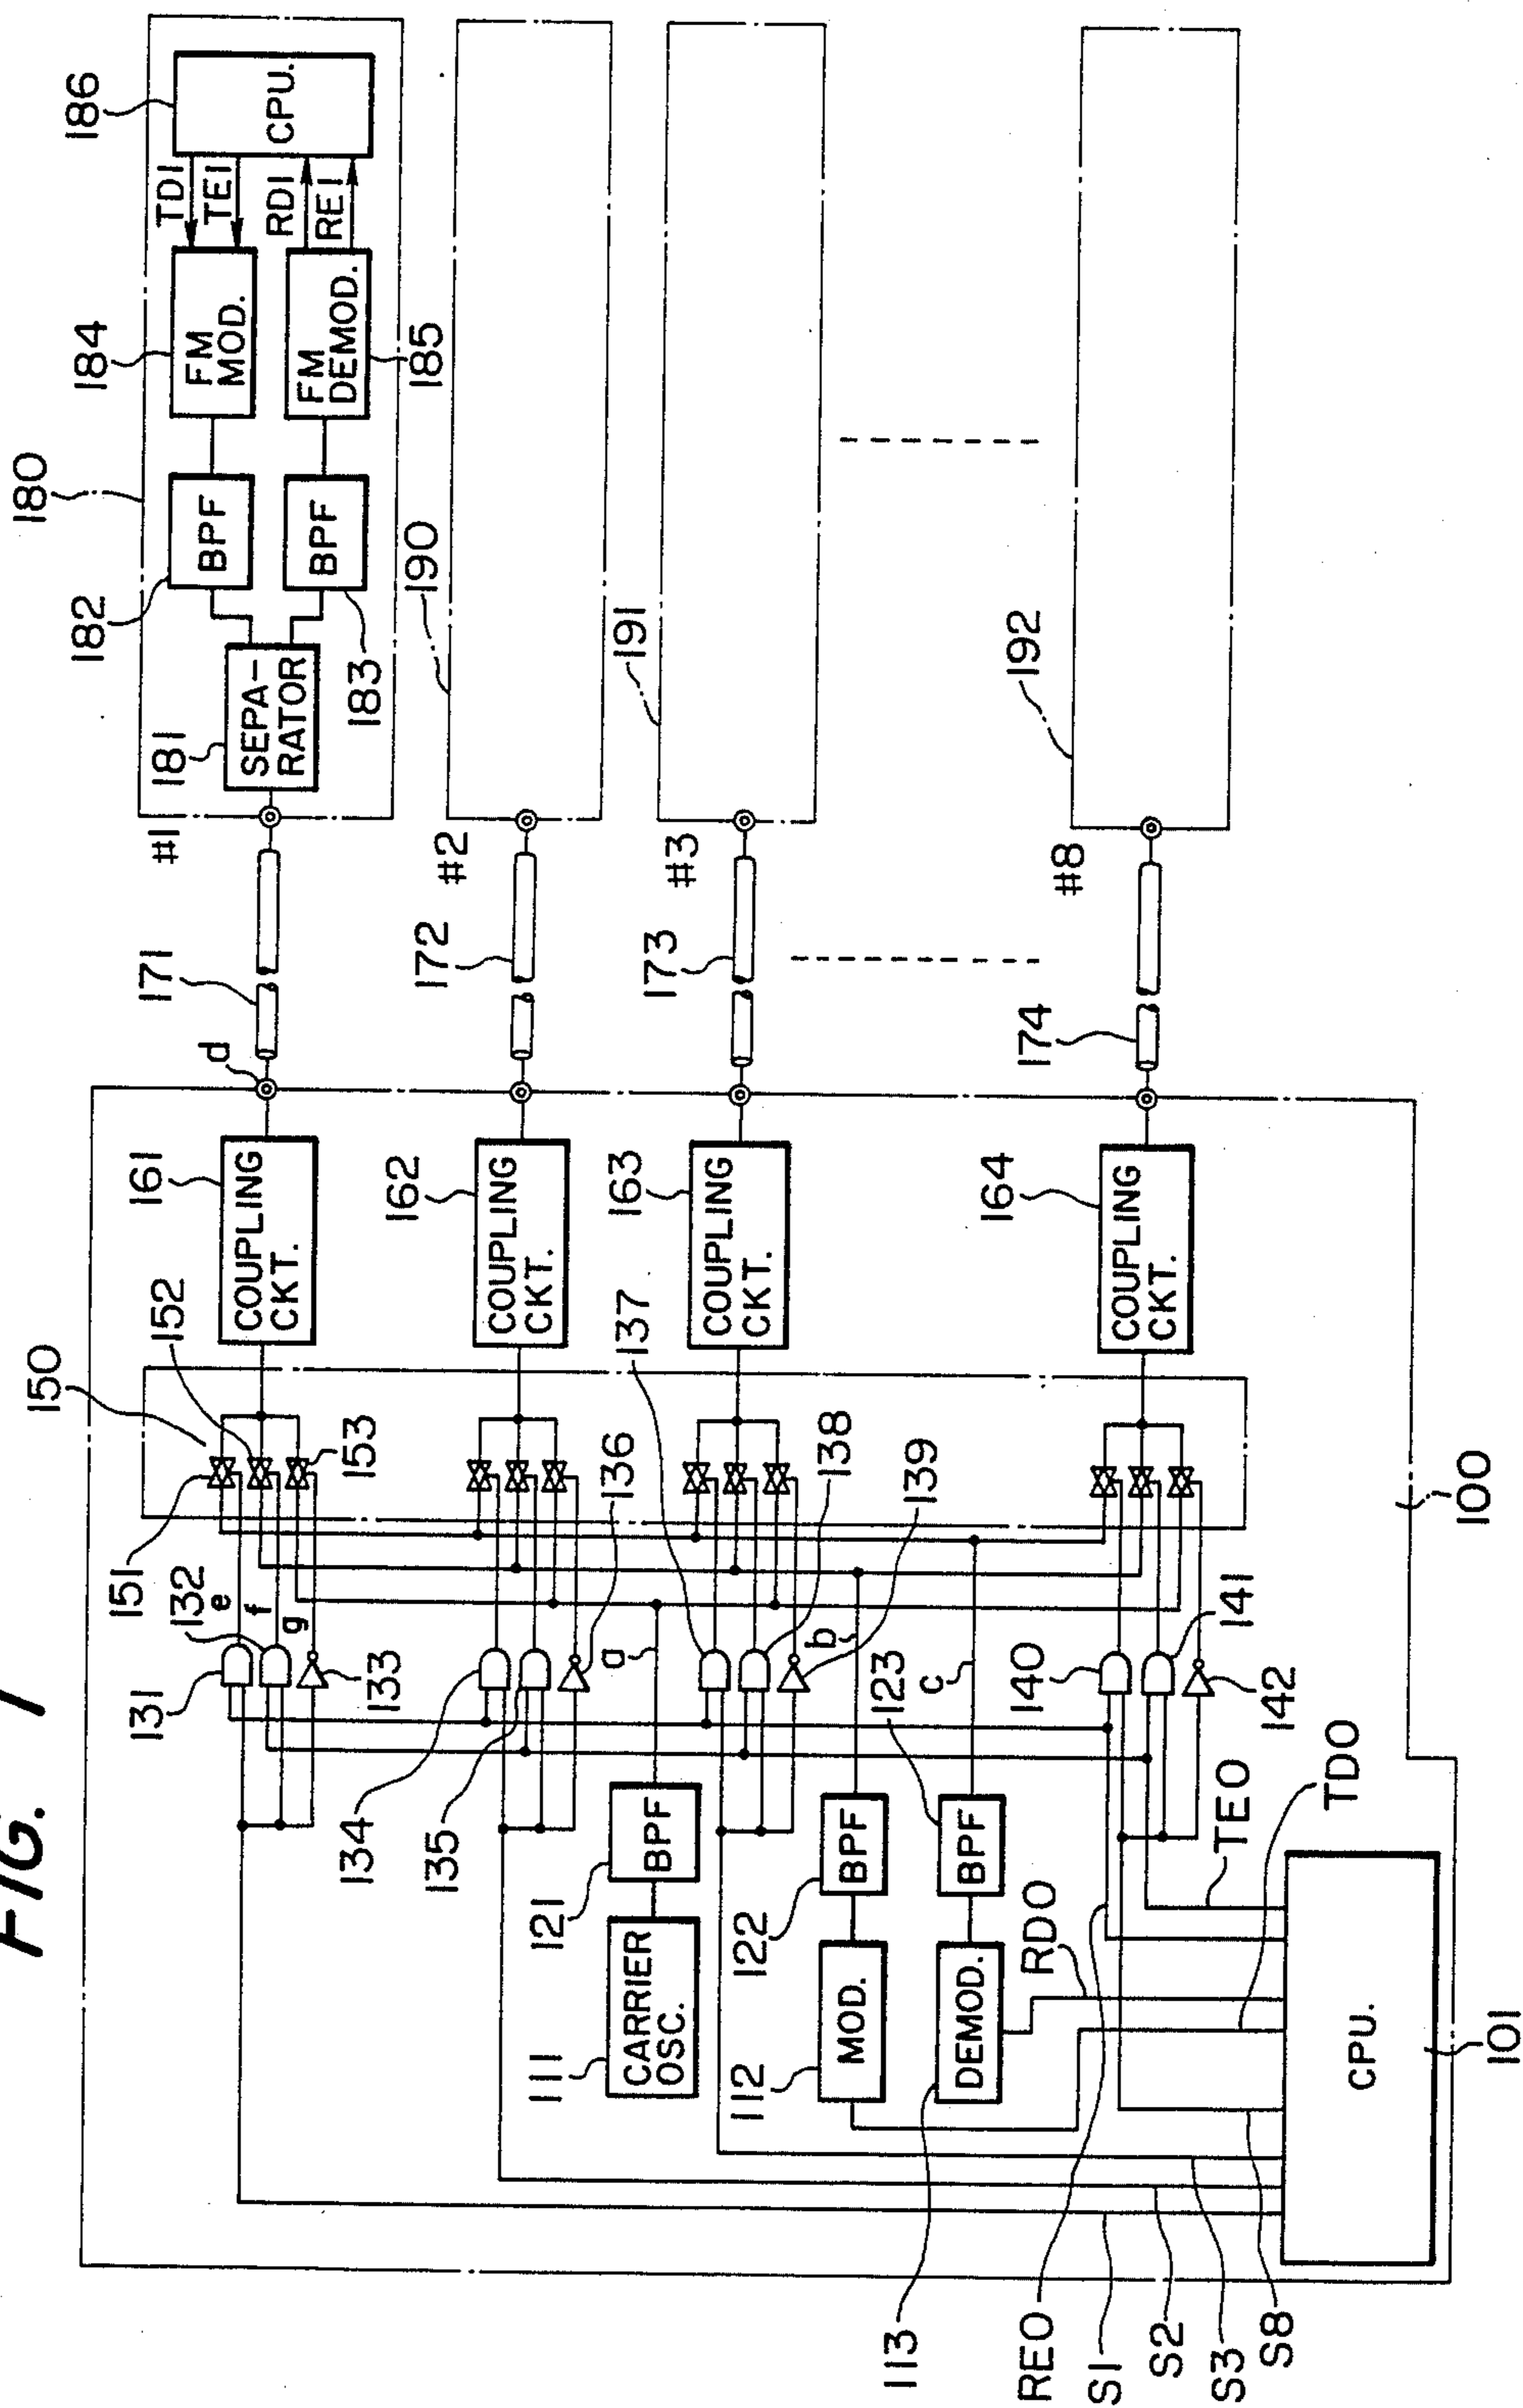 FIG. 1
180
182
184
186
181
SEPA-
RATOR
BPF
FM
MOD.
TD1
TE1
CPU.
BPF
183
FM
DEMOD.
185
RD1
RE1
#1
171
d
161
COUPLING
CKT.
150
152
151
153
e
f
g
132
131
133
190
#2
172
162
COUPLING
CKT.
136
134
135
a
121
BPF
111
CARRIER
OSC.
191
#3
173
163
COUPLING
CKT.
137
138
139
b
122
BPF
112
MOD.
c
123
BPF
113
DEMOD.
192
#8
174
164
COUPLING
CKT.
140
141
142
100
TE0
TD0
RD0
CPU.
101
RE0
S1
S2
S3
S8